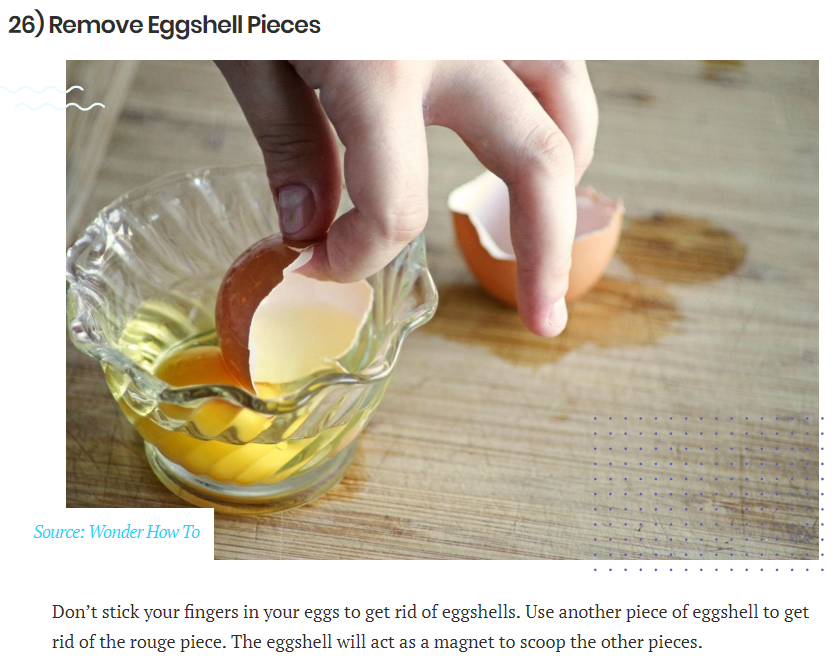 26) Remove Eggshell Pieces
Source: Wonder How To
Don’t stick your fingers in your eggs to get rid of eggshells. Use another piece of eggshell to get
rid of the rouge piece. The eggshell will act as a magnet to scoop the other pieces.